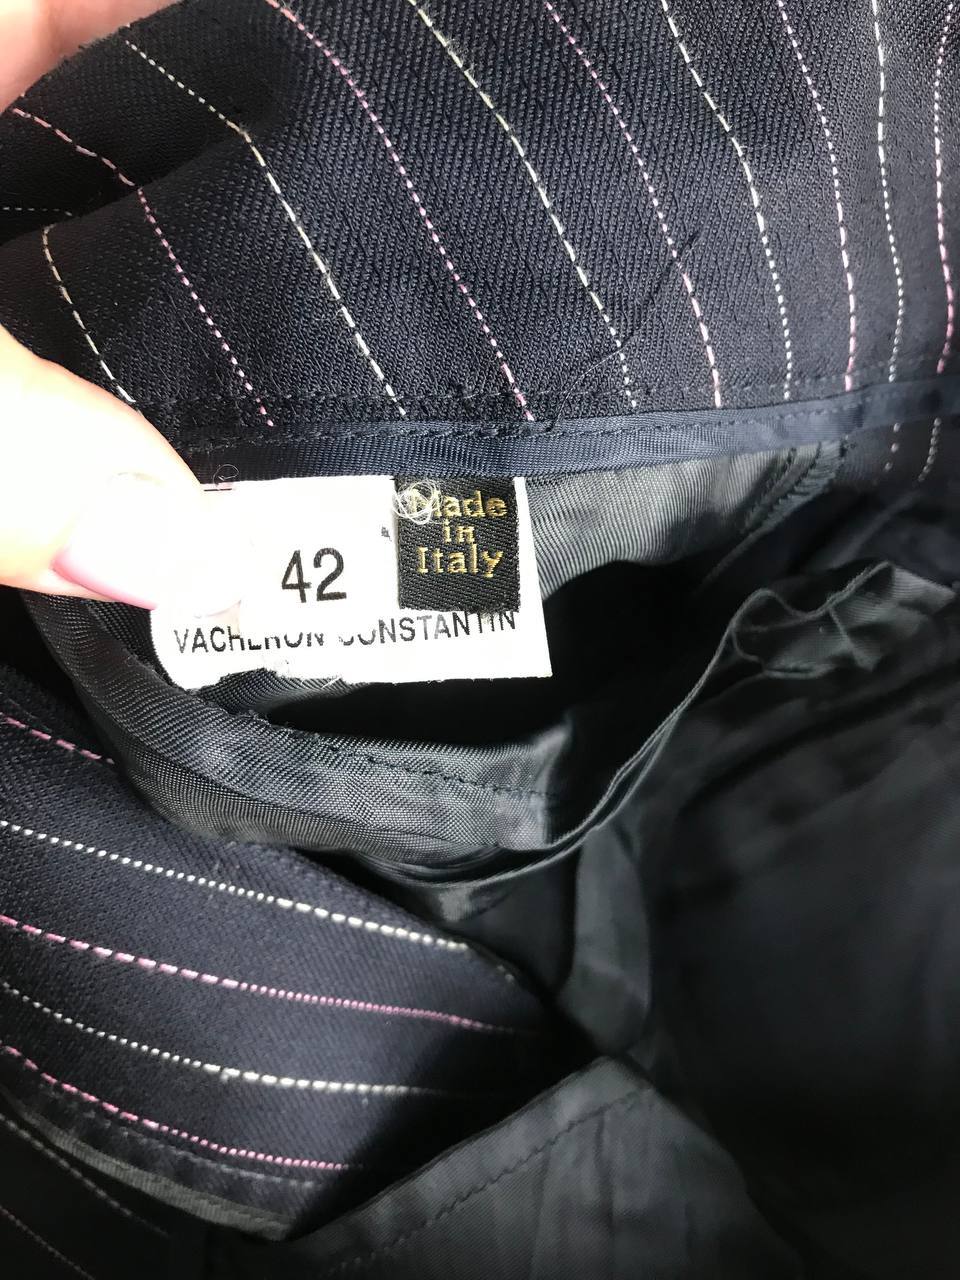 42
Made
in
Italy
VACHERON CONSTANTIN